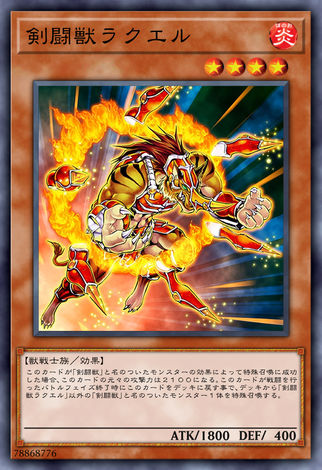 剣闘獣ラクエル
ほのお
炎
【獣戦士族／効果】
このカードが「剣闘獣」と名のついたモンスターの効果によって特殊召喚に成功
した場合、このカードの元々の攻撃力は２１００になる。このカードが戦闘を行
ったバトルフェイズ終了時にこのカードをデッキに戻す事で、デッキから「剣闘
獣ラクエル」以外の「剣闘獣」と名のついたモンスター１体を特殊召喚する。
ATK/1800 DEF/ 400
78868776